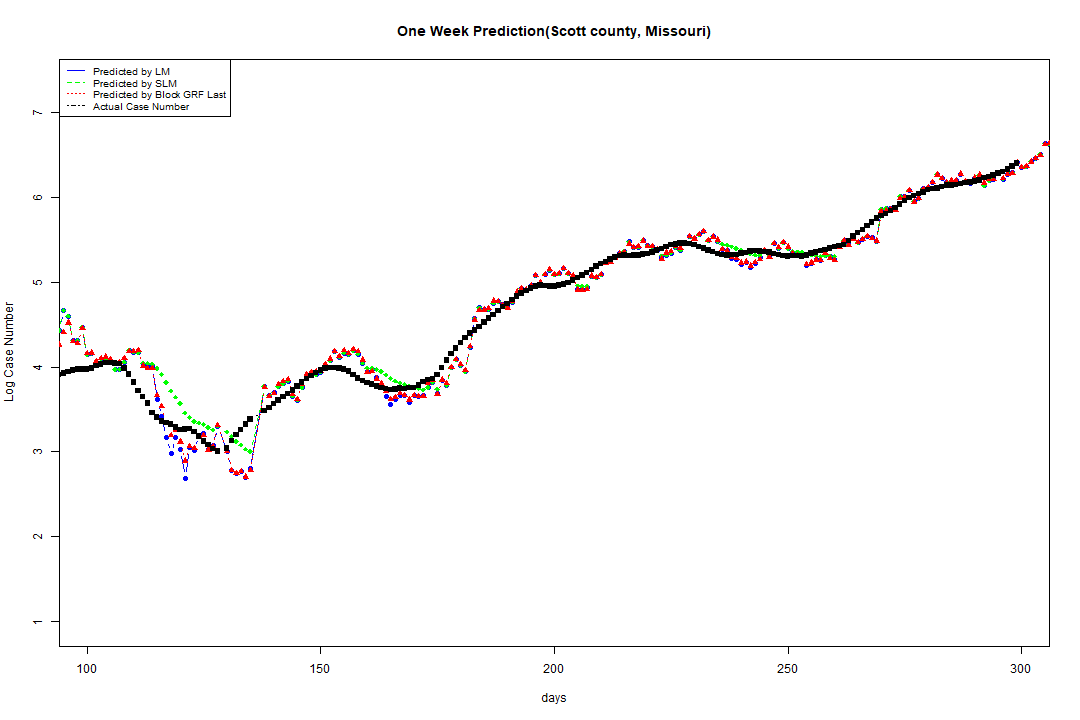 One Week Prediction(Scott county, Missouri)
Predicted by LM
Predicted by SLM
Predicted by Block GRF Last
Actual Case Number
7
6
5
4
3
2
1
Log Case Number
100 150 200 250 300
days